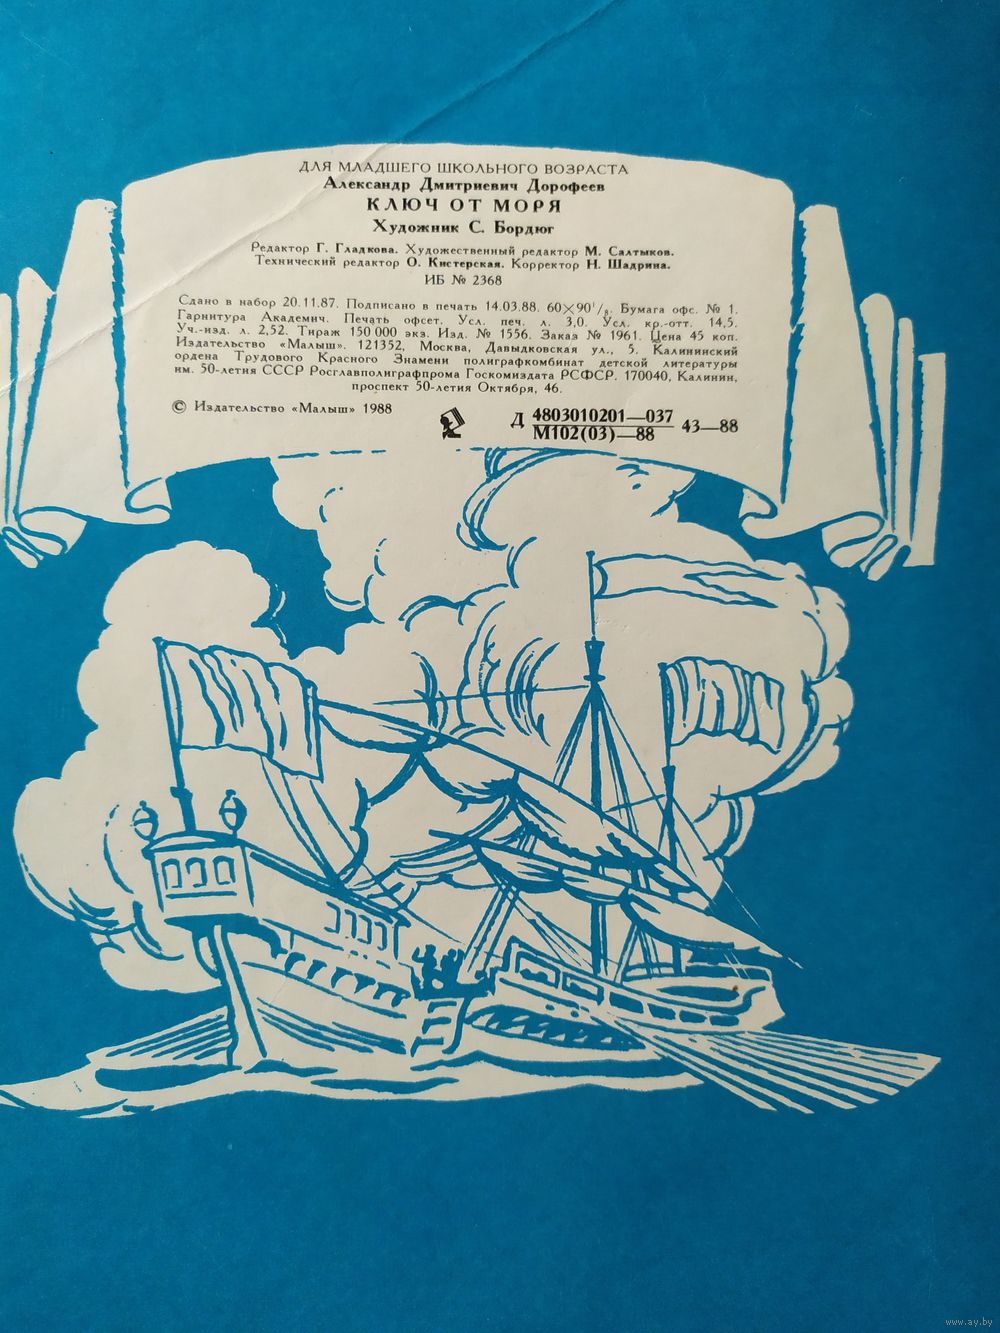 ДЛЯ МЛАДШЕГО ШКОЛЬНОГО ВОЗРАСТА
Александр Дмитриевич Дорофеев
КЛЮЧ ОТ МОРЯ
Художник С. Бордюг
Редактор Г. Гладкова. Художественный редактор М. Салтыков.
Технический редактор О. Кистерская. Корректор Н. Шадрина.
ИБ № 2368
Сдано в набор 20.11.87. Подписано в печать 14.03.88. 60×90¹/₈. Бумага офс. № 1.
Гарнитура Академич. Печать офсет. Усл. печ. л. 3,0. Усл. кр.-отт. 14,5.
Уч.-изд. л. 2,52. Тираж 150 000 экз. Изд. № 1556. Заказ № 1961. Цена 45 коп.
Издательство «Малыш». 121352, Москва, Давыдковская ул., 5. Калининский
ордена Трудового Красного Знамени полиграфкомбинат детской литературы
им. 50-летия СССР Росглавполиграфпрома Госкомиздата РСФСР. 170040, Калинин,
проспект 50-летия Октября, 46.
© Издательство «Малыш» 1988
Д 4803010201—037
М102(03)—88 43—88
www.ay.by